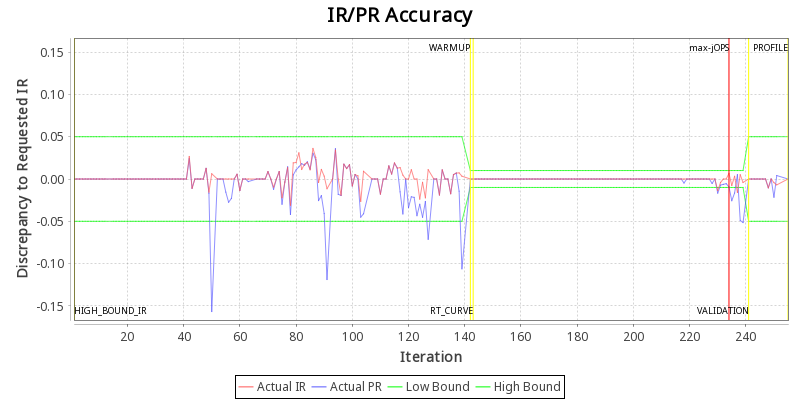 IR/PR Accuracy
Discrepancy to Requested IR
0.15
0.10
0.05
0.00
-0.05
-0.10
-0.15
WARMUP
max-jOPS
PROFILE
HIGH_BOUND_IR
RT_CURVE
VALIDATION
20 40 60 80 100 120 140 160 180 200 220 240
Iteration
Actual IR Actual PR Low Bound High Bound